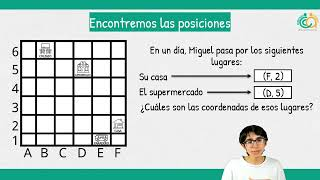 Encontremos las posiciones
En un día, Miguel pasa por los siguientes
lugares:
Su casa (F, 2)
El supermercado (D, 5)
¿Cuáles son las coordenadas de esos lugares?
6
5
4
3
2
1
A B C D E F